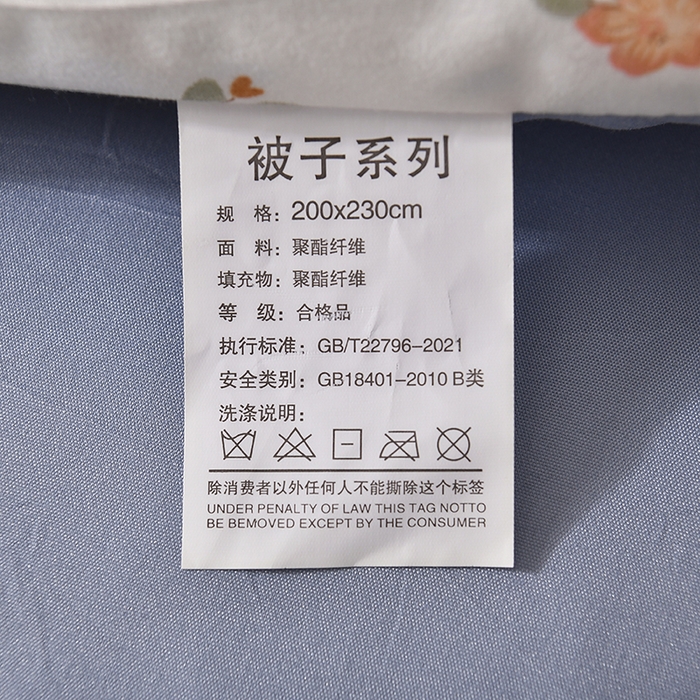 被子系列
规 格：200x230cm
面 料：聚酯纤维
填充物：聚酯纤维
等 级：合格品
执行标准：GB/T22796-2021
安全类别：GB18401-2010 B类
洗涤说明：
除消费者以外任何人不能撕除这个标签
UNDER PENALTY OF LAW THIS TAG NOTTO
BE BEMOVED EXCEPT BY THE CONSUMER